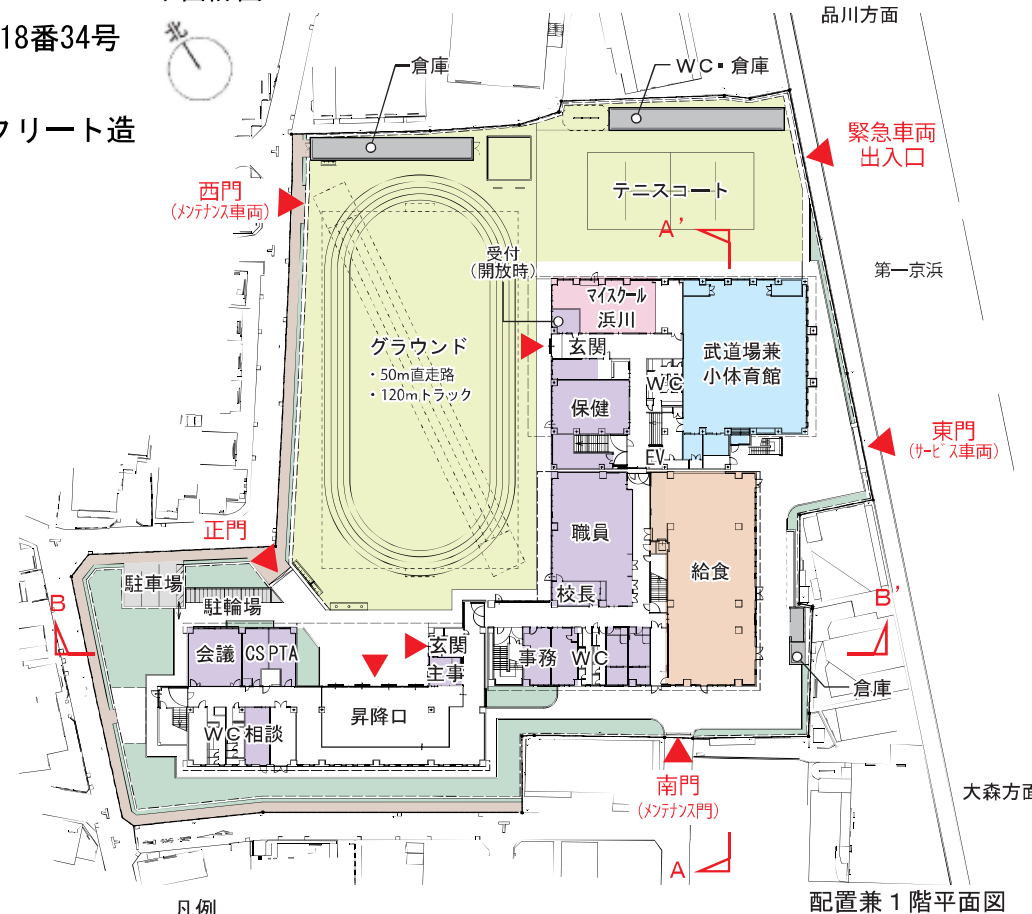 品川方面
18番34号
北
倉庫
WC・倉庫
クリート造
緊急車両
出入口
西門
(メンテナンス車両)
テニスコート
A'
受付
(開放時)
第一京浜
マイスクール
浜川
グラウンド
・50m直走路
・120mトラック
玄関
武道場兼
小体育館
WC
保健
EV
東門
(サービス車両)
正門
職員
給食
駐車場
校長
駐輪場
B
B'
会議
CS
PTA
玄関
主事
事務
WC
倉庫
昇降口
WC
相談
南門
(メンテナンス門)
大森方面
A
配置兼1階平面図
凡例